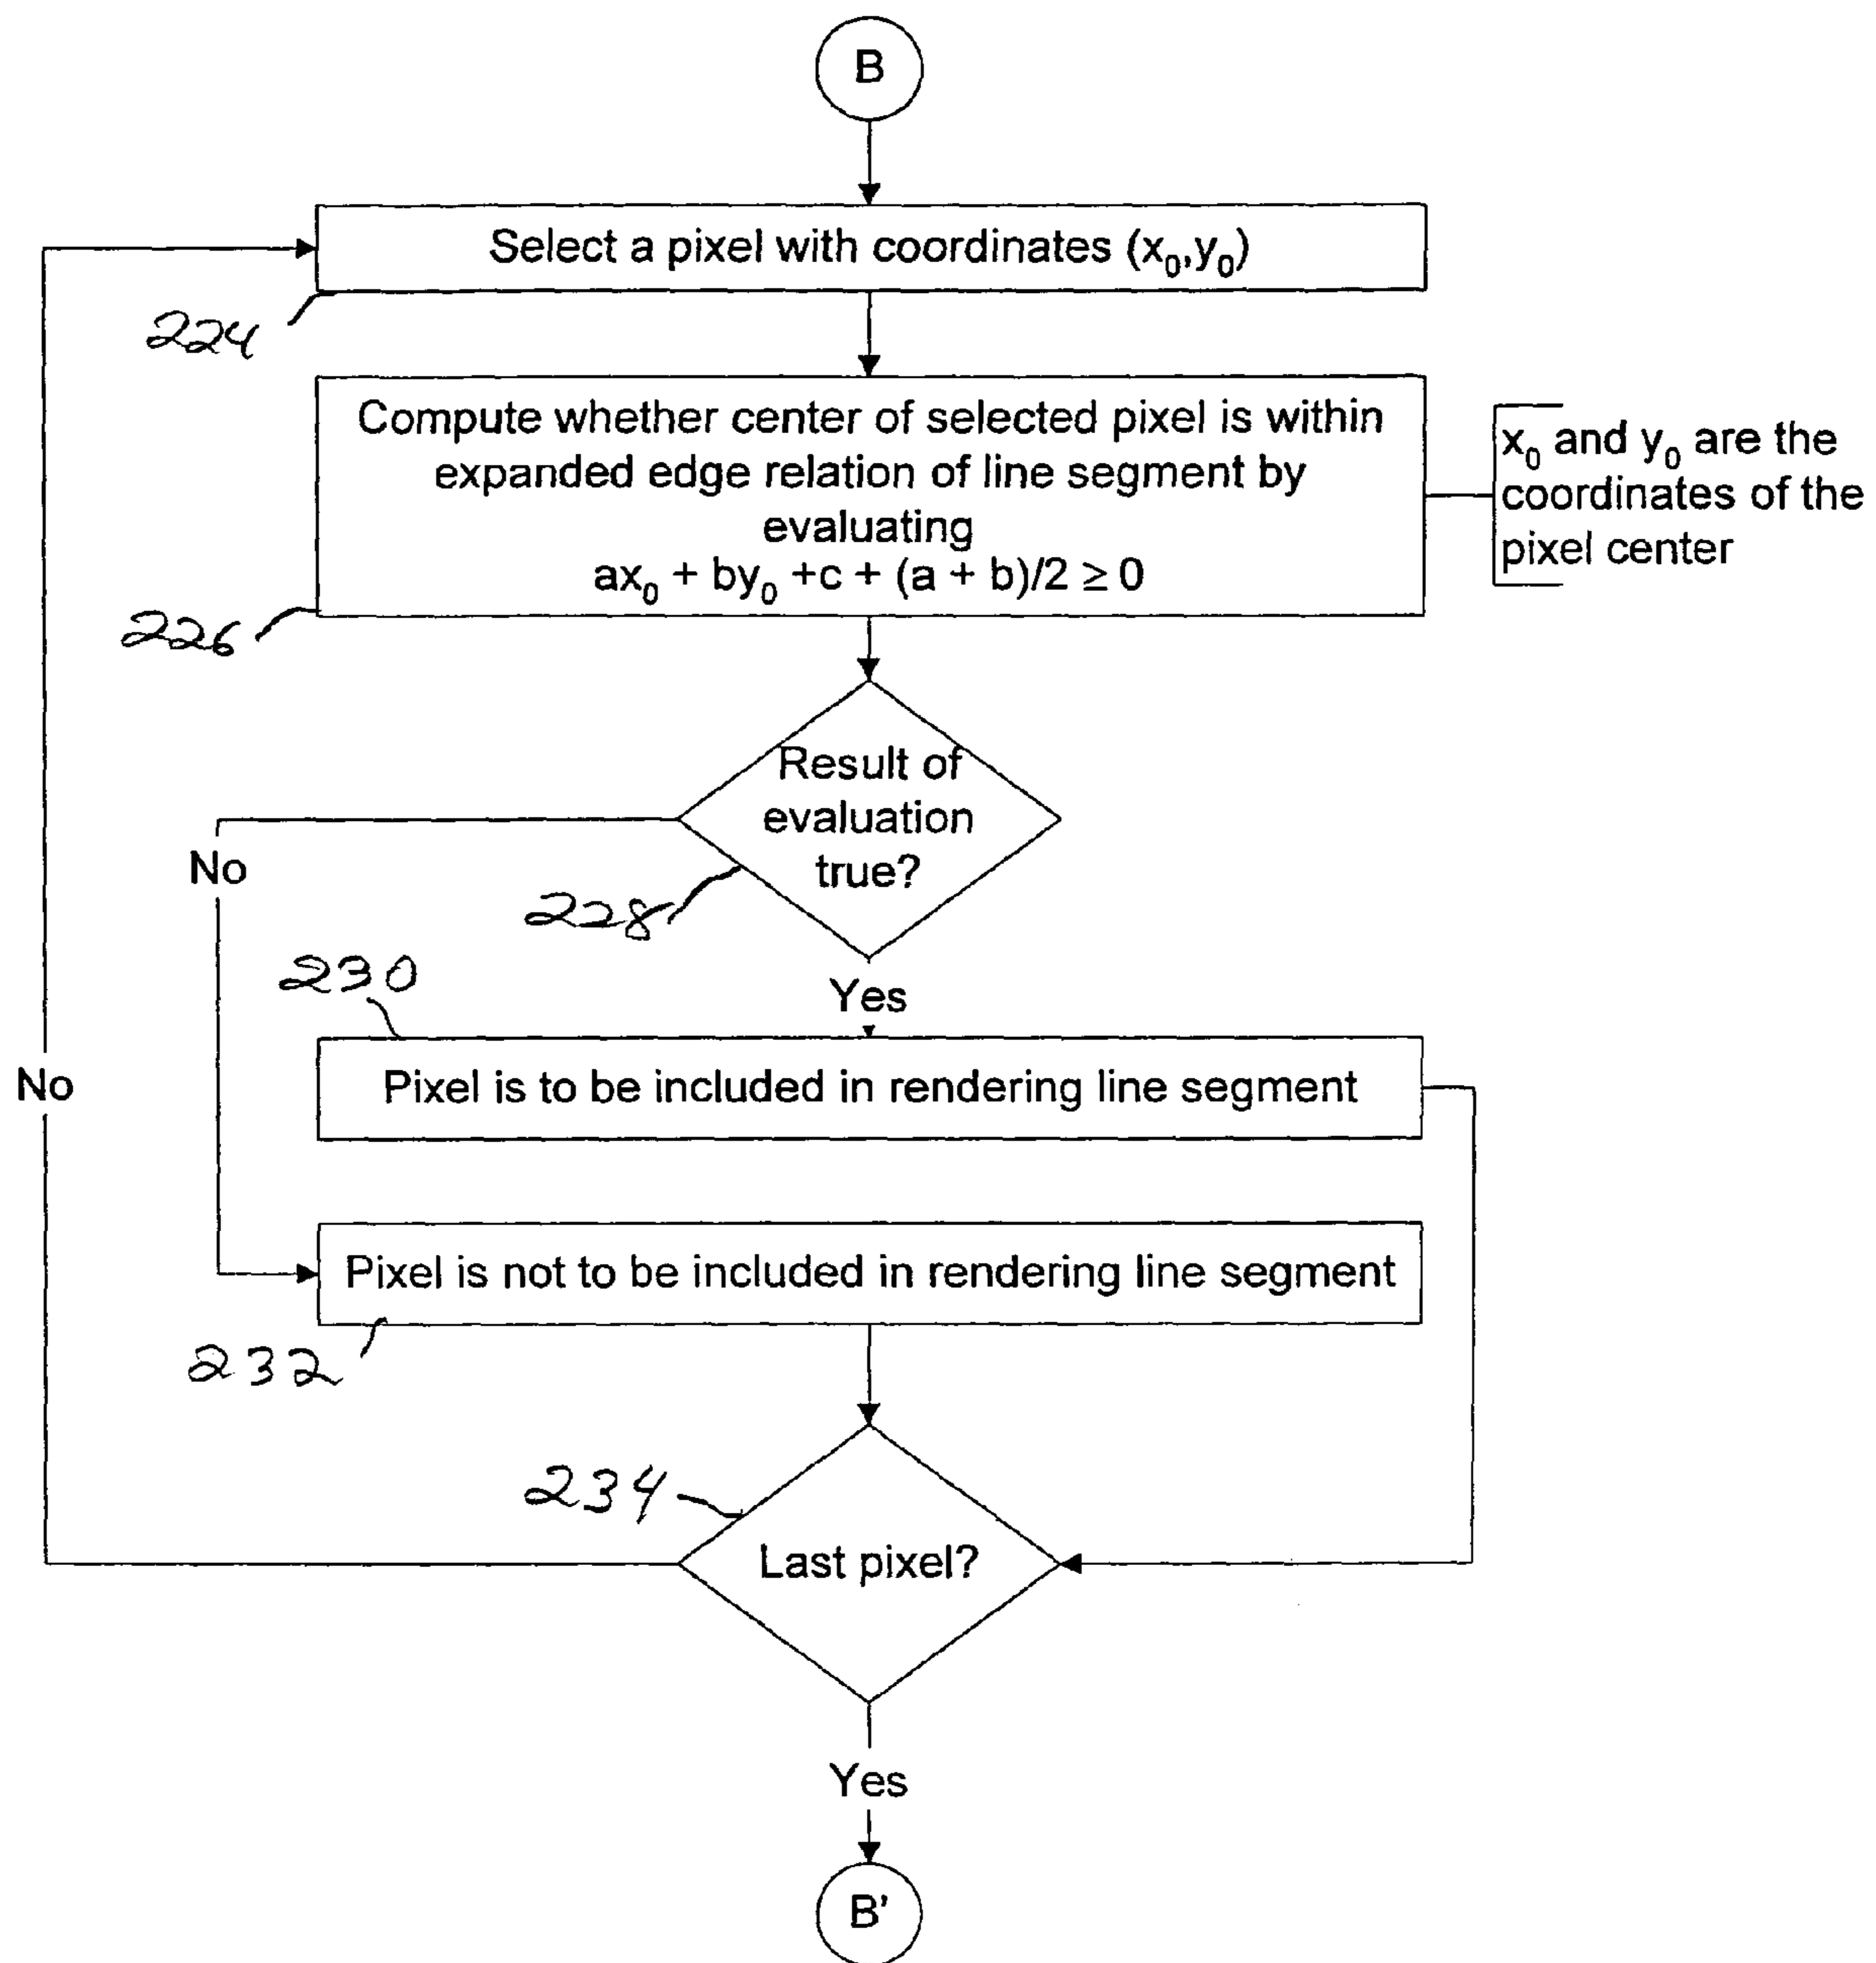 B
Select a pixel with coordinates (x₀,y₀)
224
Compute whether center of selected pixel is within
expanded edge relation of line segment by
evaluating
ax₀ + by₀ +c + (a + b)/2 ≥ 0
x₀ and y₀ are the
coordinates of the
pixel center
226
Result of
evaluation
true?
No
228
230
Yes
Pixel is to be included in rendering line segment
No
Pixel is not to be included in rendering line segment
232
234
Last pixel?
Yes
B'